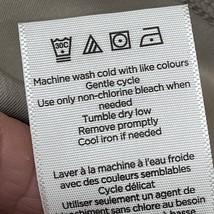 30C
Machine wash cold with like colours
Gentle cycle
Use only non-chlorine bleach when
needed
Tumble dry low
Remove promptly
Cool iron if needed
Laver à la machine à l'eau froide
avec des couleurs semblables
Cycle délicat
Utiliser seulement un agent de
blanchiment sans chlore